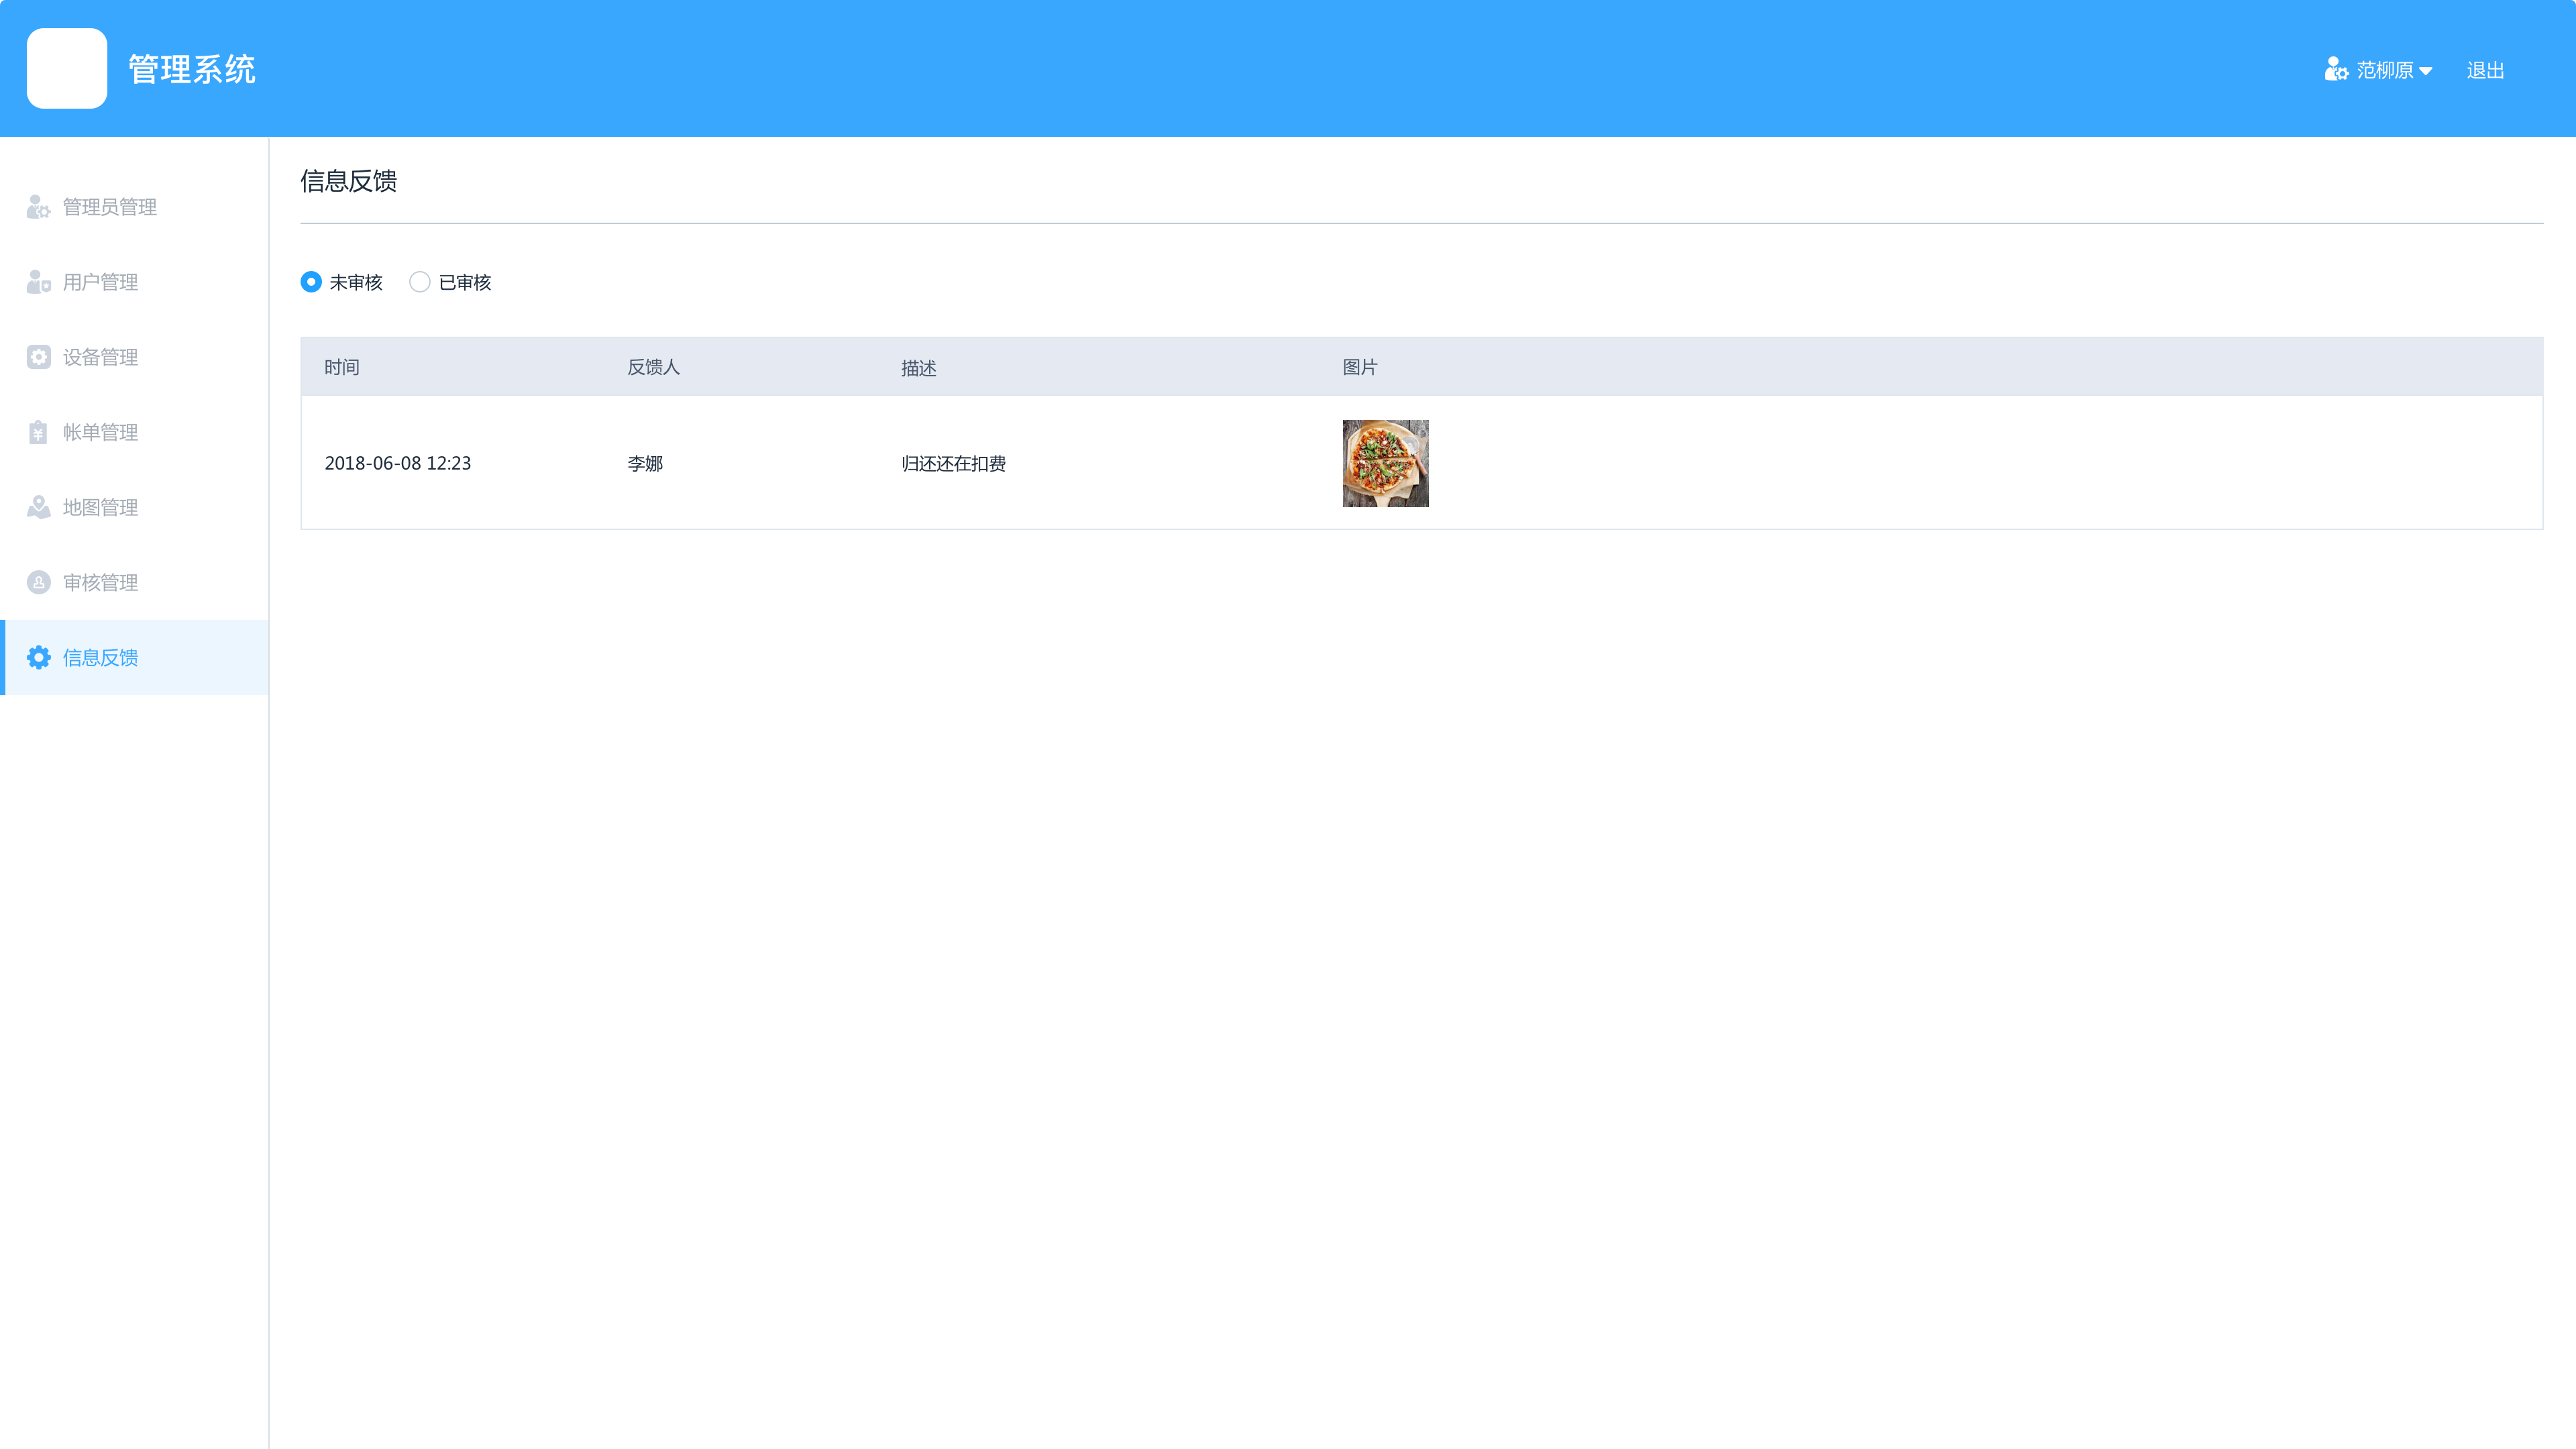 管理系统
范柳原
退出
管理员管理
用户管理
设备管理
帐单管理
地图管理
审核管理
信息反馈
信息反馈
未审核 已审核
时间 反馈人 描述 图片
2018-06-08 12:23 李娜 归还还在扣费